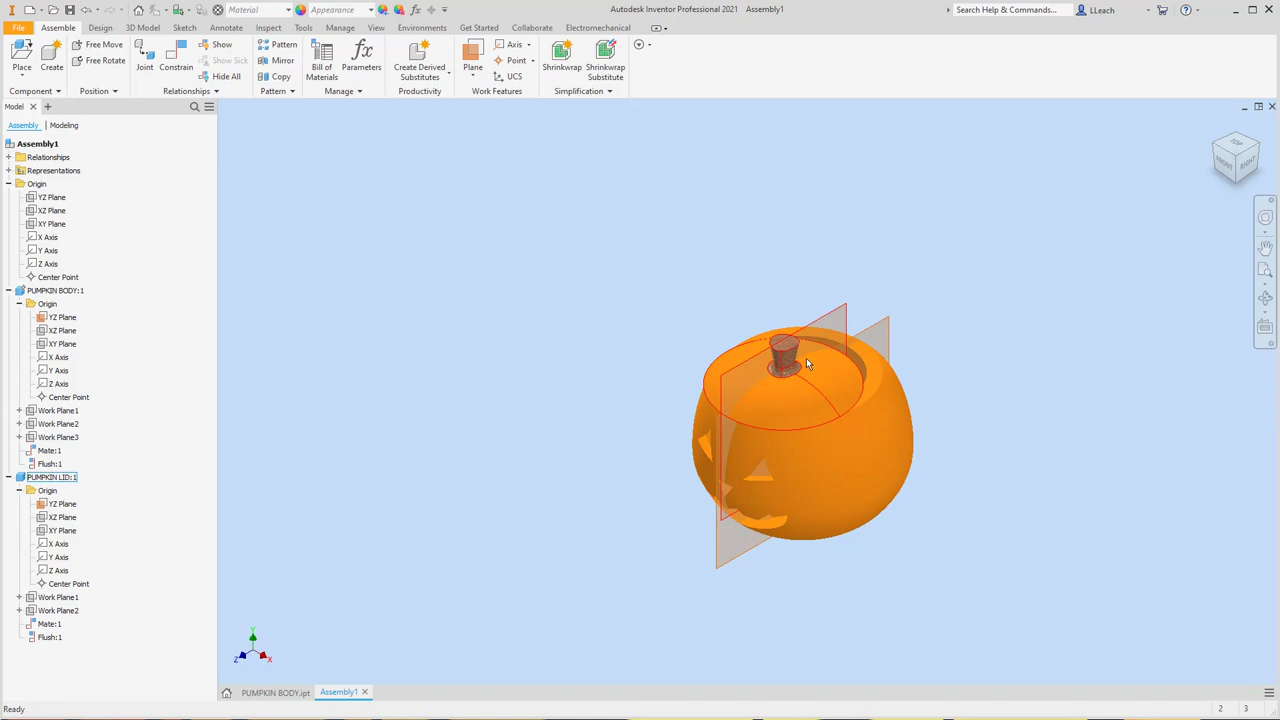 Material
Appearance
Autodesk Inventor Professional 2021 Assembly1
Search Help & Commands...
LLeach
File Assemble Design 3D Model Sketch Annotate Inspect Tools Manage View Environments Get Started Collaborate Electromechanical
Place
Create
Free Move
Free Rotate
Joint
Constrain
Show
Show Sick
Hide All
Pattern
Mirror
Copy
Bill of
Materials
Parameters
Create Derived
Substitutes
Plane
Axis
Point
UCS
Shrinkwrap
Shrinkwrap
Substitute
Component Position Relationships Pattern Manage Productivity Work Features Simplification
Model
Assembly Modeling
Assembly1
Relationships
Representations
Origin
YZ Plane
XZ Plane
XY Plane
X Axis
Y Axis
Z Axis
Center Point
PUMPKIN BODY:1
Origin
YZ Plane
XZ Plane
XY Plane
X Axis
Y Axis
Z Axis
Center Point
Work Plane1
Work Plane2
Work Plane3
Mate:1
Flush:1
PUMPKIN LID:1
Origin
YZ Plane
XZ Plane
XY Plane
X Axis
Y Axis
Z Axis
Center Point
Work Plane1
Work Plane2
Mate:1
Flush:1
TOP
FRONT
RIGHT
Y
Z
X
PUMPKIN BODY.ipt Assembly1
Ready
2 3